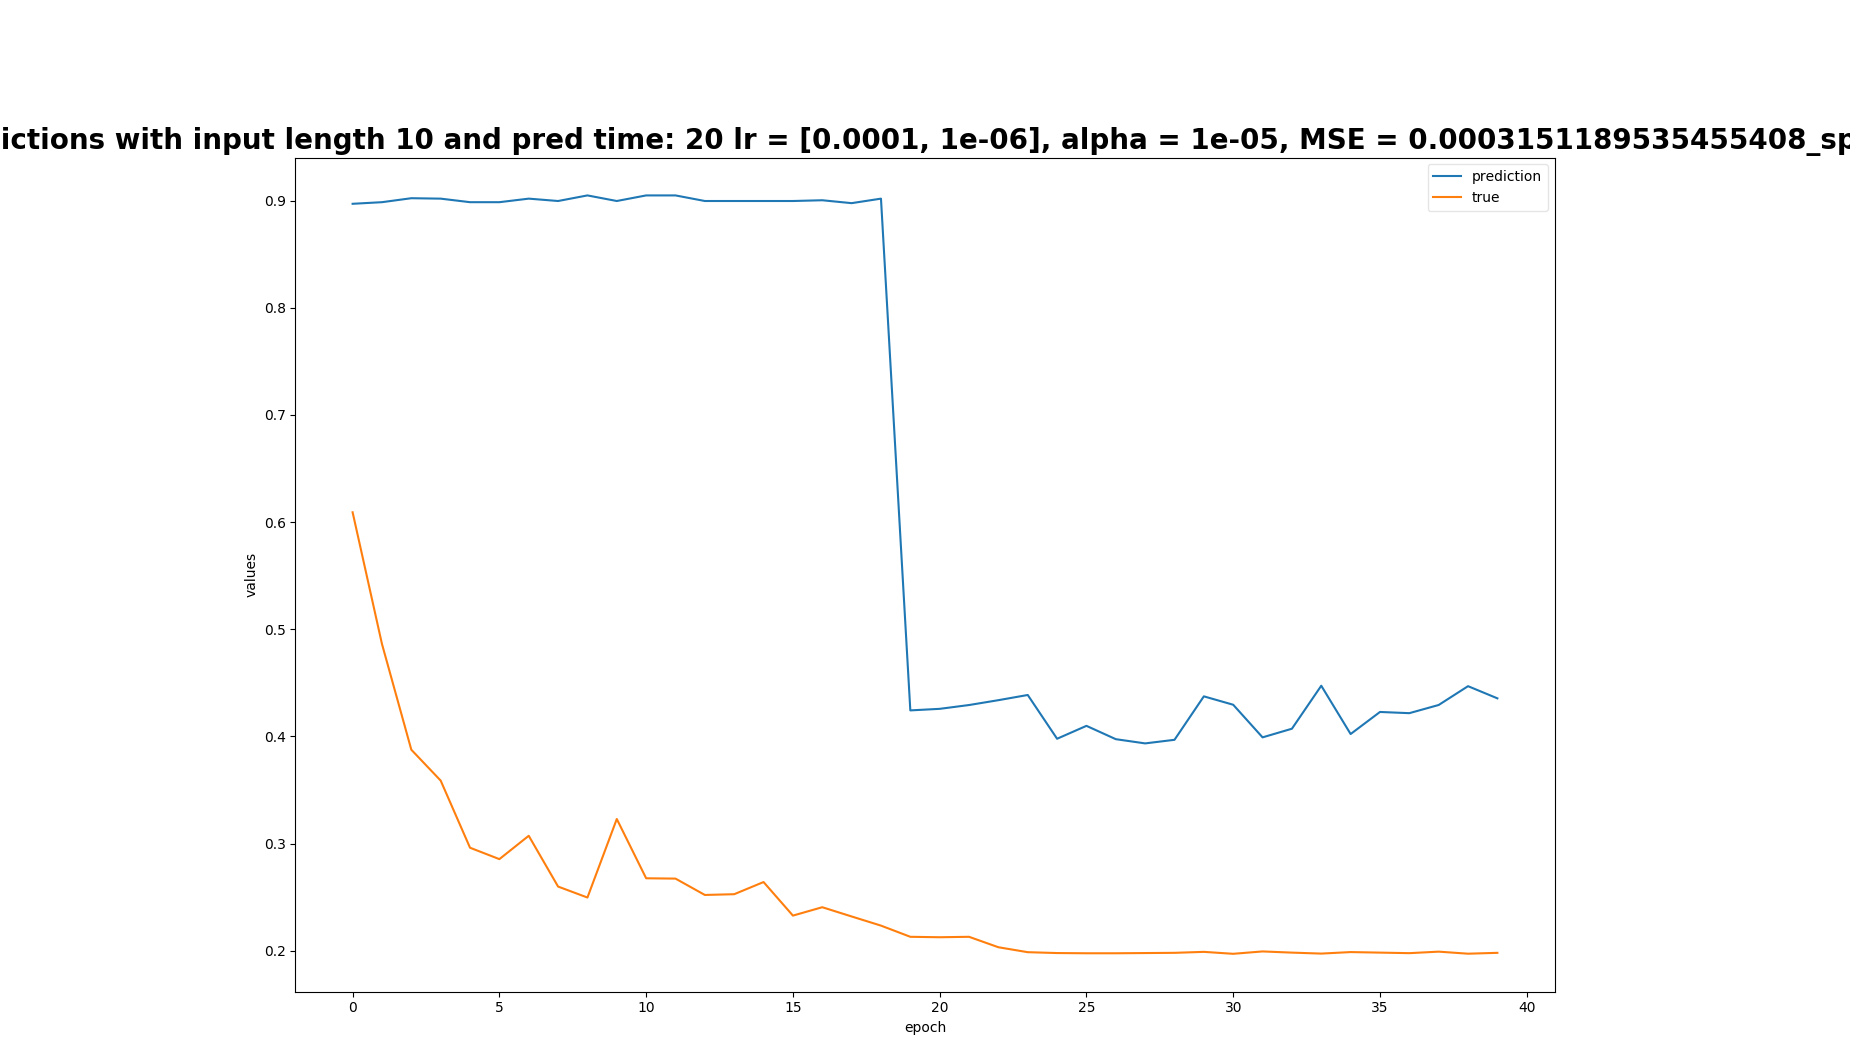 ictions with input length 10 and pred time: 20 lr = [0.0001, 1e-06], alpha = 1e-05, MSE = 0.0003151189535455408_sp
prediction
true
0.9
0.8
0.7
0.6
0.5
0.4
0.3
0.2
values
0 5 10 15 20 25 30 35 40
epoch